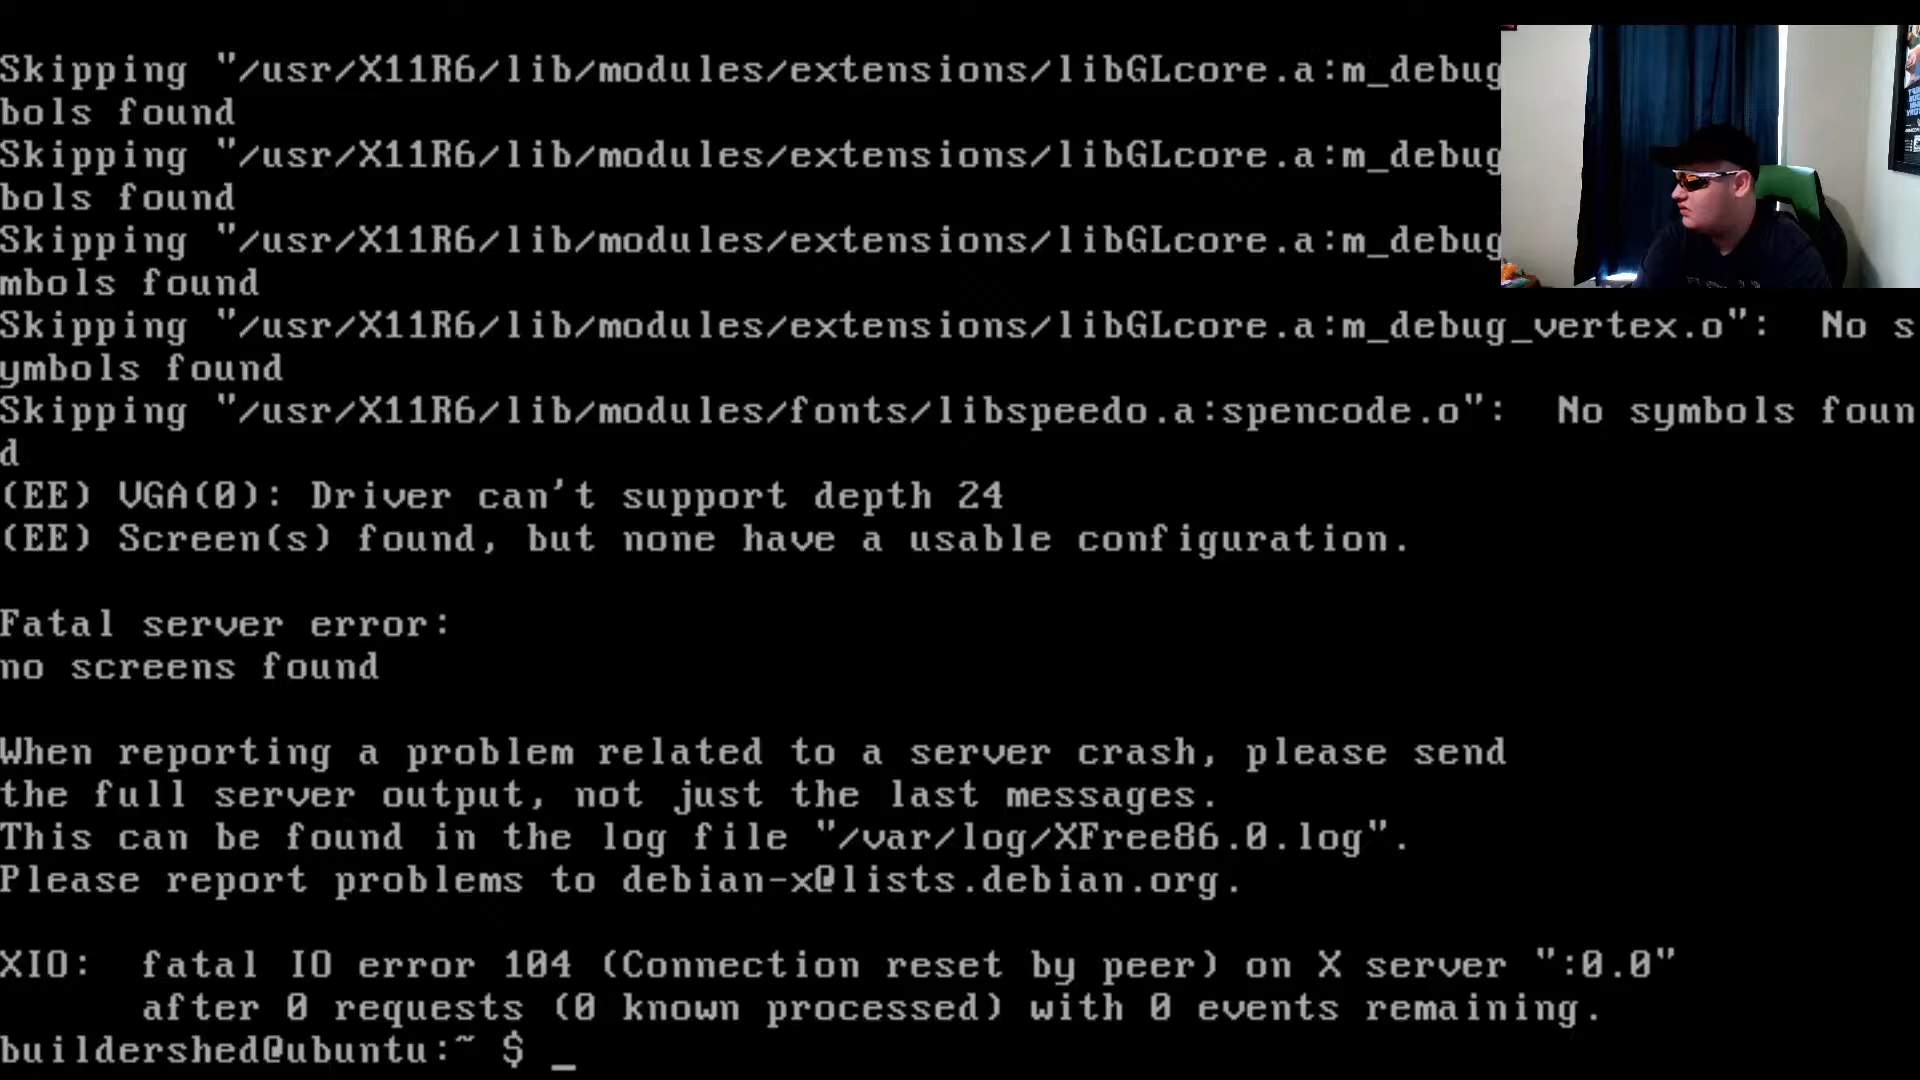 Skipping "/usr/X11R6/lib/modules/extensions/libGLcore.a:m_debug
bols found
Skipping "/usr/X11R6/lib/modules/extensions/libGLcore.a:m_debug
bols found
Skipping "/usr/X11R6/lib/modules/extensions/libGLcore.a:m_debug
mbols found
Skipping "/usr/X11R6/lib/modules/extensions/libGLcore.a:m_debug_vertex.o":  No s
ymbols found
Skipping "/usr/X11R6/lib/modules/fonts/libspeedo.a:spencode.o":  No symbols foun
d
(EE) VGA(0): Driver can't support depth 24
(EE) Screen(s) found, but none have a usable configuration.
Fatal server error:
no screens found
When reporting a problem related to a server crash, please send
the full server output, not just the last messages.
This can be found in the log file "/var/log/XFree86.0.log".
Please report problems to debian-x@lists.debian.org.
XIO:  fatal IO error 104 (Connection reset by peer) on X server ":0.0"
      after 0 requests (0 known processed) with 0 events remaining.
buildershed@ubuntu:~ $ _